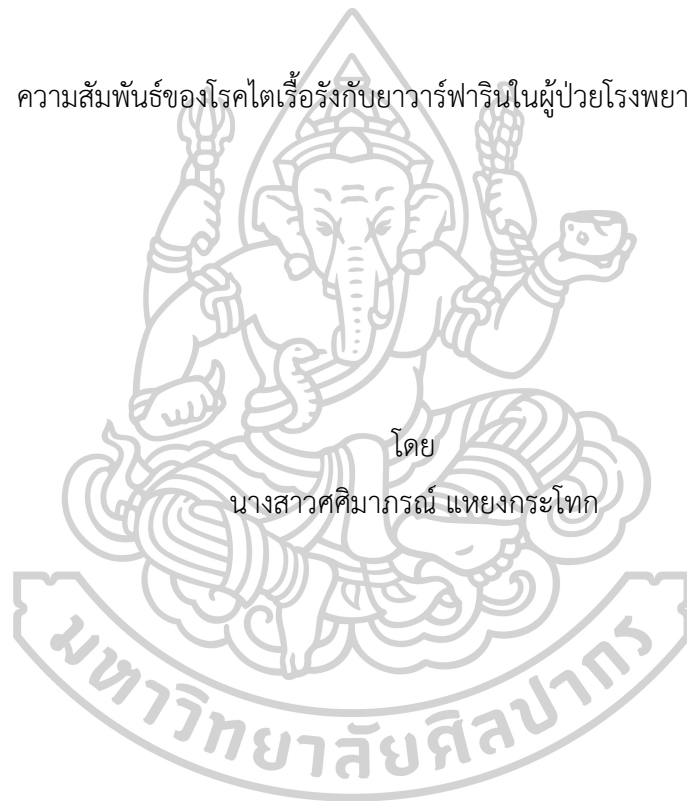 ความสัมพันธ์ของโรคไตเรื้อรังกับยาวาร์ฟารินในผู้ป่วยโรงพยา
โดย
นางสาวศศิมาภรณ์ แหยงกระโทก
มหาวิทยาลัยศิลปากร